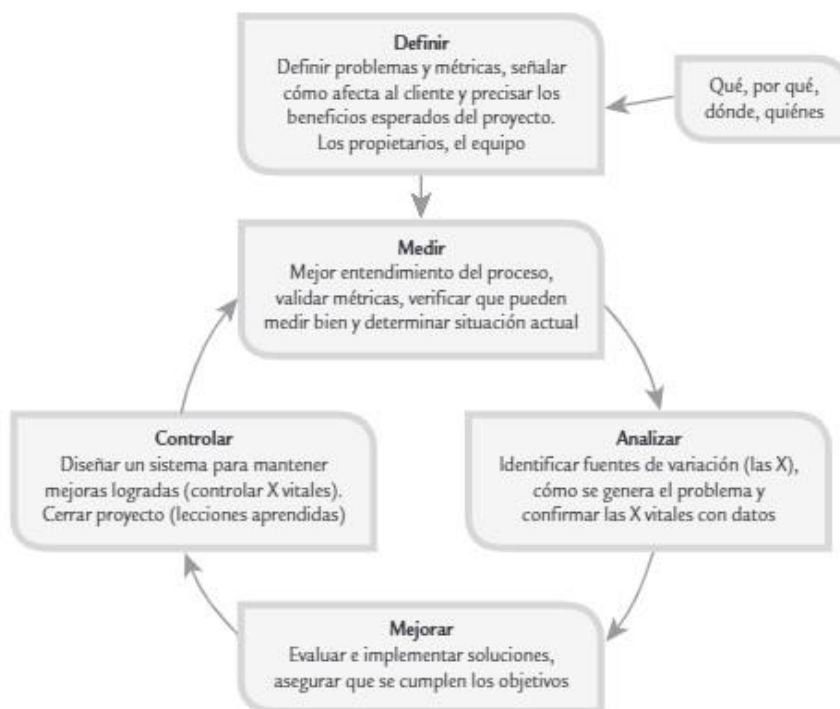 Definir
Definir problemas y métricas, señalar
cómo afecta al cliente y precisar los
beneficios esperados del proyecto.
Los propietarios, el equipo
Qué, por qué,
dónde, quiénes
Medir
Mejor entendimiento del proceso,
validar métricas, verificar que pueden
medir bien y determinar situación actual
Controlar
Diseñar un sistema para mantener
mejoras logradas (controlar X vitales).
Cerrar proyecto (lecciones aprendidas)
Analizar
Identificar fuentes de variación (las X),
cómo se genera el problema y
confirmar las X vitales con datos
Mejorar
Evaluar e implementar soluciones,
asegurar que se cumplen los objetivos